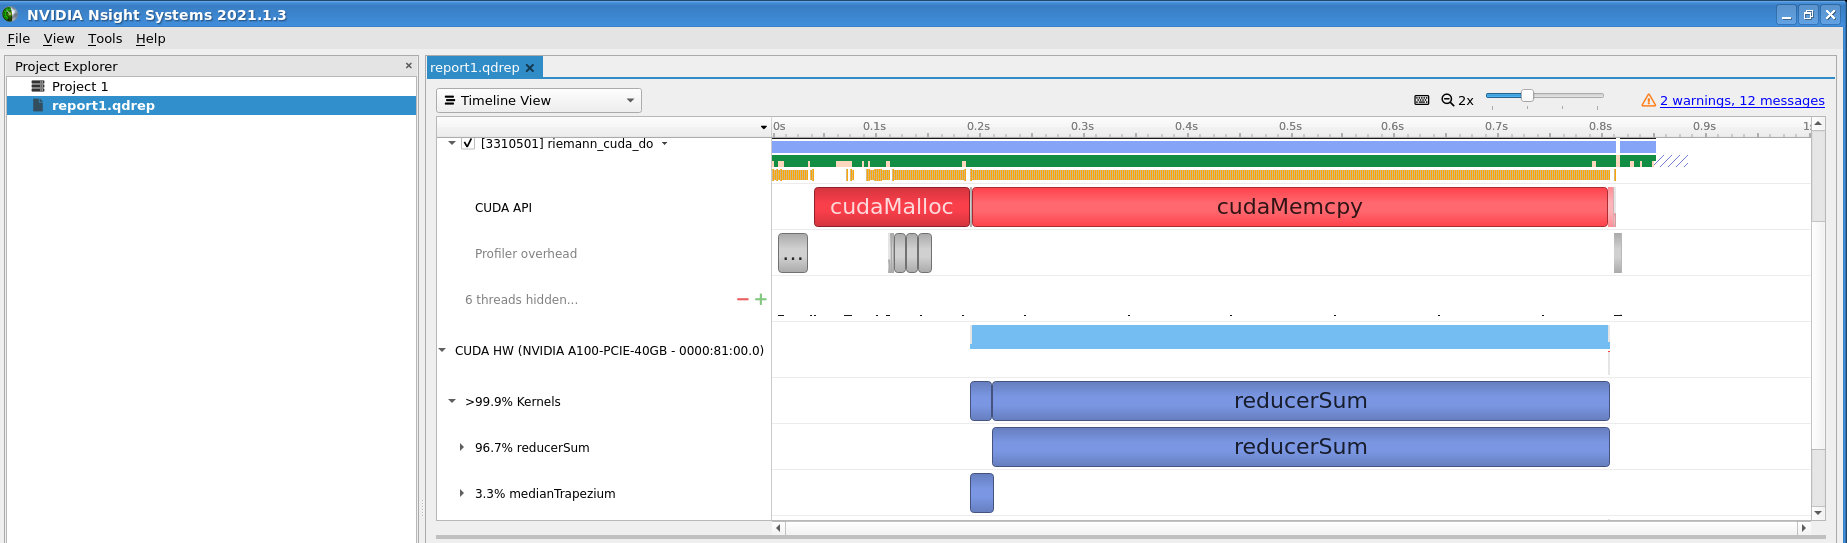 NVIDIA Nsight Systems 2021.1.3
File View Tools Help
Project Explorer
Project 1
report1.qdrep
report1.qdrep
Timeline View
2x
2 warnings, 12 messages
0s 0.1s 0.2s 0.3s 0.4s 0.5s 0.6s 0.7s 0.8s 0.9s
[3310501] riemann_cuda_do
CUDA API
cudaMalloc cudaMemcpy
Profiler overhead
...
6 threads hidden...
CUDA HW (NVIDIA A100-PCIE-40GB - 0000:81:00.0)
>99.9% Kernels
reducerSum
96.7% reducerSum
reducerSum
3.3% medianTrapezium